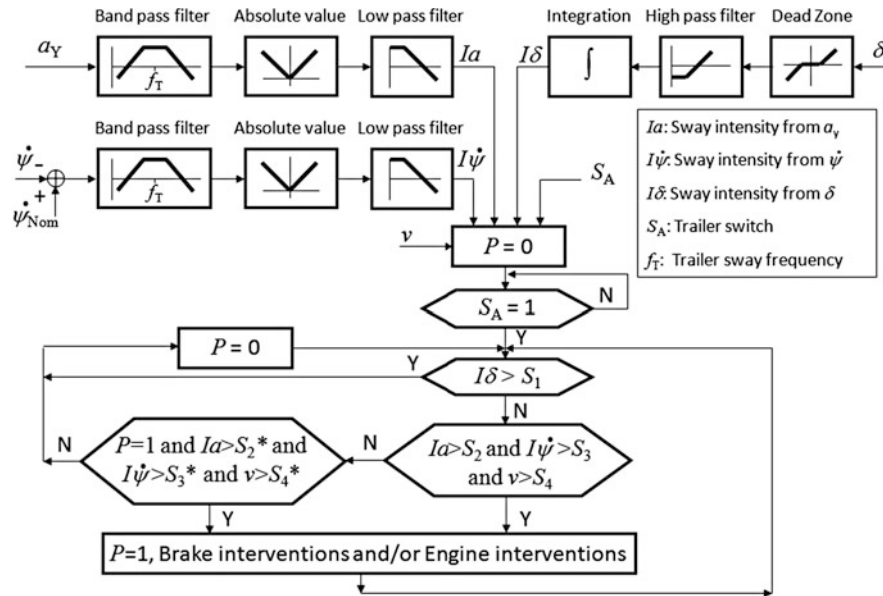 Band pass filter
Absolute value
Low pass filter
Integration
High pass filter
Dead Zone
a_Y
f_T
Ia
Iδ
∫
δ
Band pass filter
Absolute value
Low pass filter
ψ̇ -
+
ψ̇_Nom
f_T
Iψ̇
S_A
Ia: Sway intensity from a_y
Iψ̇: Sway intensity from ψ̇
Iδ: Sway intensity from δ
S_A: Trailer switch
f_T: Trailer sway frequency
v
P = 0
S_A = 1
N
Y
P = 0
Y
Iδ > S_1
N
N
P=1 and Ia>S_2* and
Iψ̇>S_3* and v>S_4*
N
Ia>S_2 and Iψ̇>S_3
and v>S_4
Y
Y
P=1, Brake interventions and/or Engine interventions